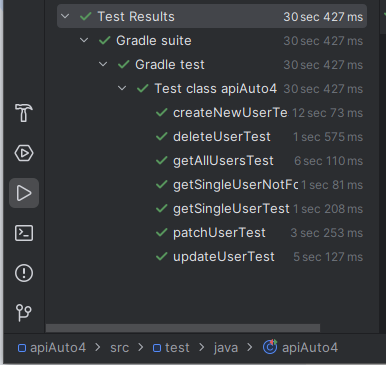 Test Results 30 sec 427 ms
Gradle suite 30 sec 427 ms
Gradle test 30 sec 427 ms
Test class apiAuto4 30 sec 427 ms
createNewUserTe 12 sec 73 ms
deleteUserTest 1 sec 575 ms
getAllUsersTest 6 sec 110 ms
getSingleUserNotFo 1 sec 81 ms
getSingleUserTest 1 sec 208 ms
patchUserTest 3 sec 253 ms
updateUserTest 5 sec 127 ms
apiAuto4 > src > test > java > apiAuto4